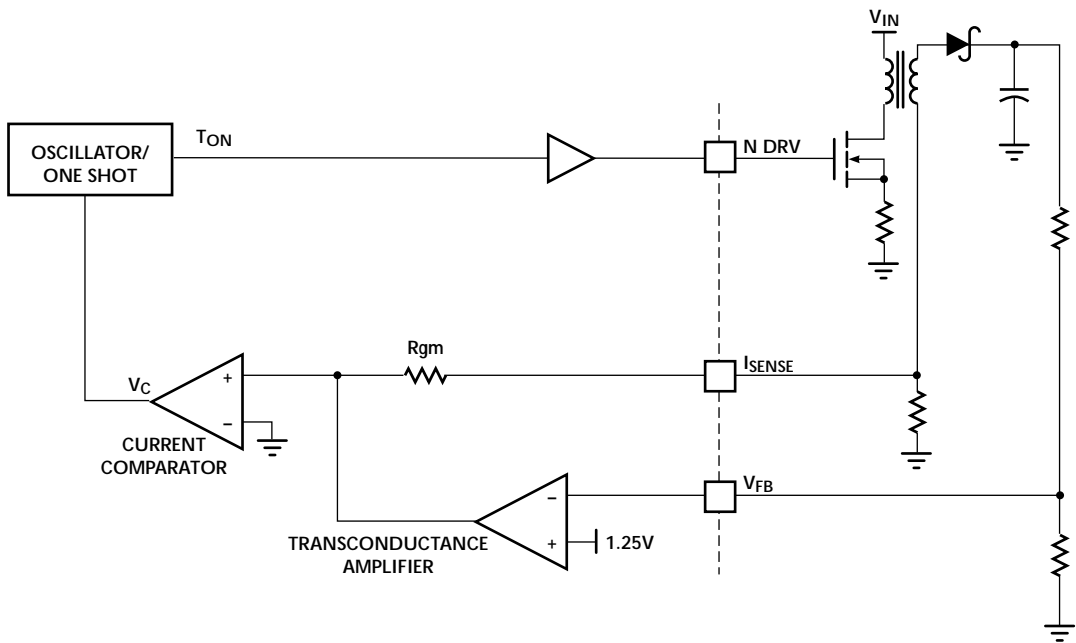 VIN
OSCILLATOR/
ONE SHOT
TON
N DRV
Rgm
ISENSE
VC
+
−
CURRENT
COMPARATOR
VFB
−
+
1.25V
TRANSCONDUCTANCE
AMPLIFIER